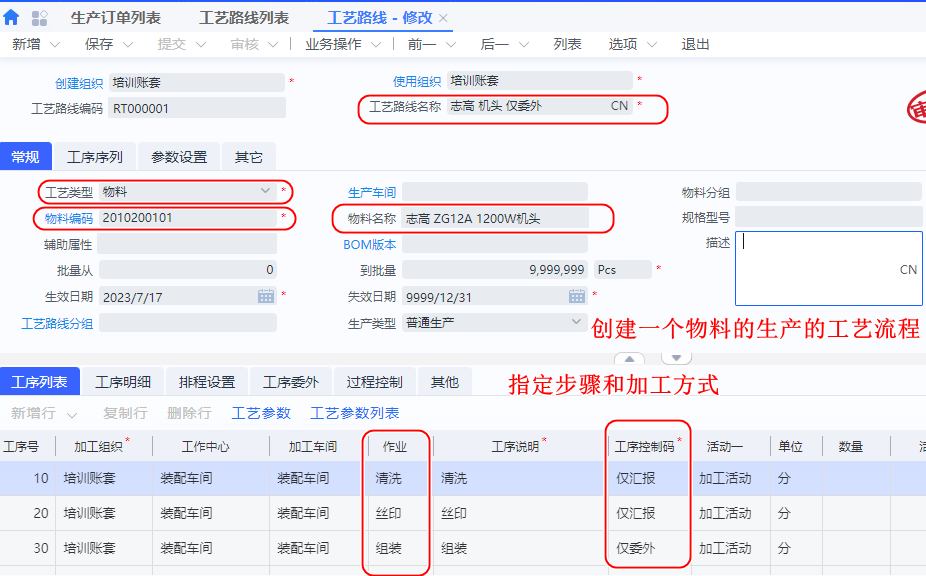 生产订单列表 工艺路线列表 工艺路线 - 修改 ×
新增 保存 提交 审核 业务操作 前一 后一 列表 选项 退出
创建组织 培训账套 * 使用组织 培训账套 *
工艺路线编码 RT000001 工艺路线名称 志高 机头 仅委外 CN *
常规 工序序列 参数设置 其它
工艺类型 物料 * 生产车间 物料分组
物料编码 2010200101 * 物料名称 志高 ZG12A 1200W机头 规格型号
辅助属性 BOM版本 描述
批量从 0 到批量 9,999,999 Pcs * CN
生效日期 2023/7/17 * 失效日期 9999/12/31 *
工艺路线分组 生产类型 普通生产
创建一个物料的生产的工艺流程
工序列表 工序明细 排程设置 工序委外 过程控制 其他
指定步骤和加工方式
新增行 复制行 删除行 工艺参数 工艺参数列表
工序号 加工组织* 工作中心 加工车间 作业 工序说明* 工序控制码* 活动一 单位 数量
10 培训账套 装配车间 装配车间 清洗 清洗 仅汇报 加工活动 分
20 培训账套 装配车间 装配车间 丝印 丝印 仅汇报 加工活动 分
30 培训账套 装配车间 装配车间 组装 组装 仅委外 加工活动 分